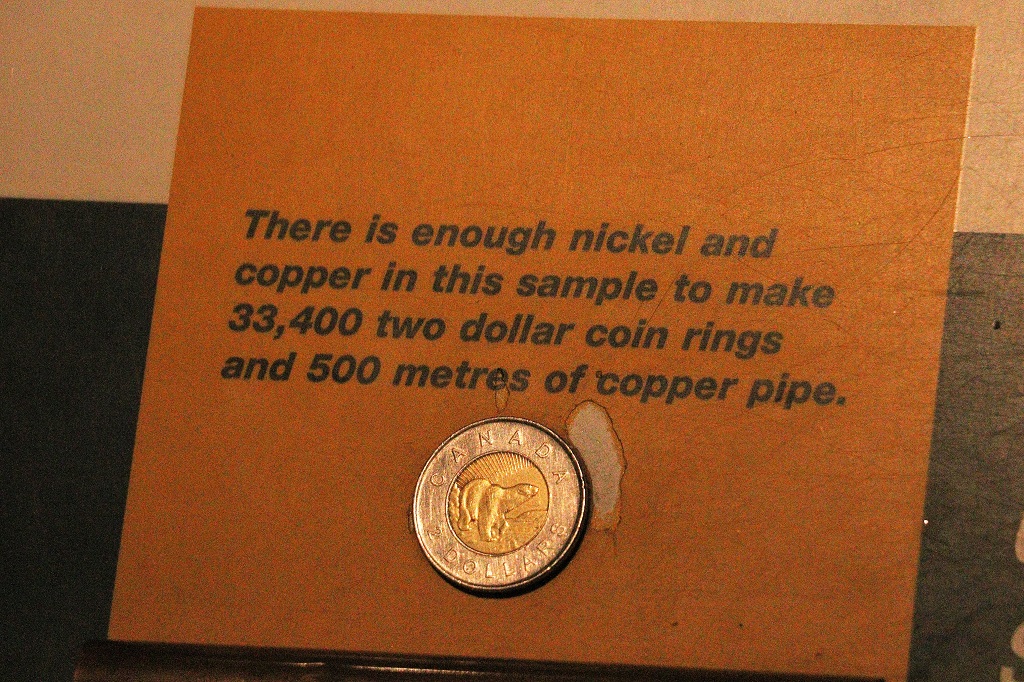 There is enough nickel and
copper in this sample to make
33,400 two dollar coin rings
and 500 metres of copper pipe.
CANADA
2 DOLLARS